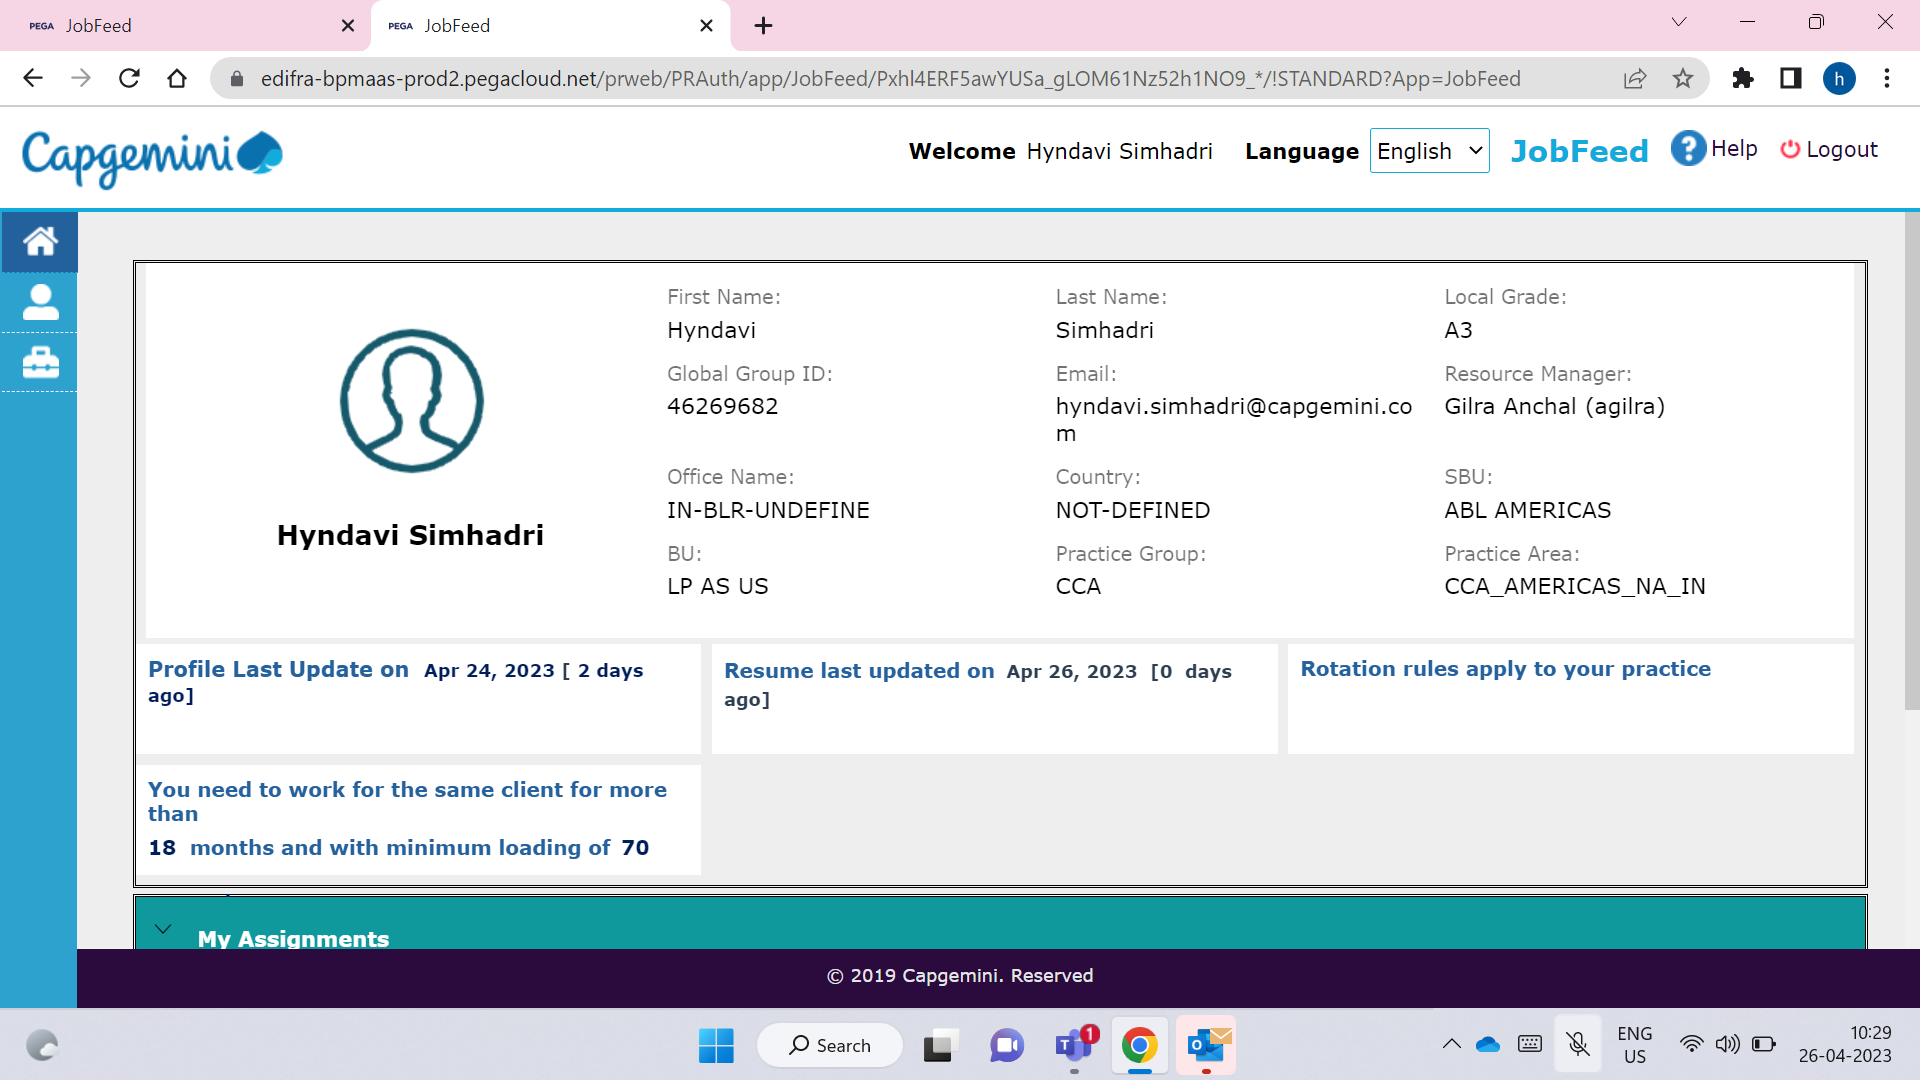 PEGA JobFeed
PEGA JobFeed
edifra-bpmaas-prod2.pegacloud.net/prweb/PRAuth/app/JobFeed/Pxhl4ERF5awYUSa_gLOM61Nz52h1NO9_*/!STANDARD?App=JobFeed
h
Capgemini
Welcome Hyndavi Simhadri Language English JobFeed ? Help Logout
First Name: Last Name: Local Grade:
Hyndavi Simhadri A3
Global Group ID: Email: Resource Manager:
46269682 hyndavi.simhadri@capgemini.co Gilra Anchal (agilra)
m
Office Name: Country: SBU:
IN-BLR-UNDEFINE NOT-DEFINED ABL AMERICAS
Hyndavi Simhadri
BU: Practice Group: Practice Area:
LP AS US CCA CCA_AMERICAS_NA_IN
Profile Last Update on Apr 24, 2023 [ 2 days
ago]
Resume last updated on Apr 26, 2023 [0 days
ago]
Rotation rules apply to your practice
You need to work for the same client for more
than
18 months and with minimum loading of 70
My Assignments
© 2019 Capgemini. Reserved
Search
T
1
O
ENG
US
10:29
26-04-2023